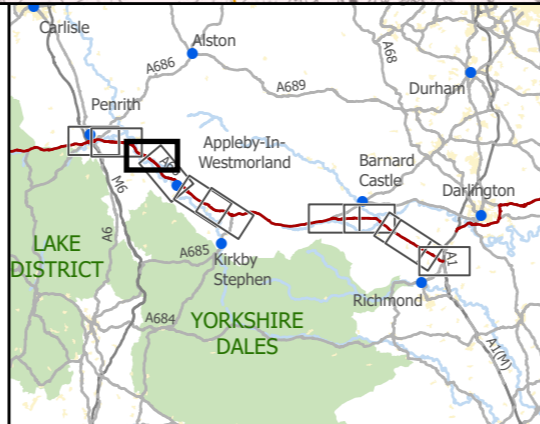 Carlisle
Alston
A686
A68
A689
Durham
Penrith
Appleby-In-
Westmorland
Barnard
Castle
Darlington
M6
A6
LAKE
DISTRICT
A685
Kirkby
Stephen
A1
Richmond
A684
YORKSHIRE
DALES
A1(M)